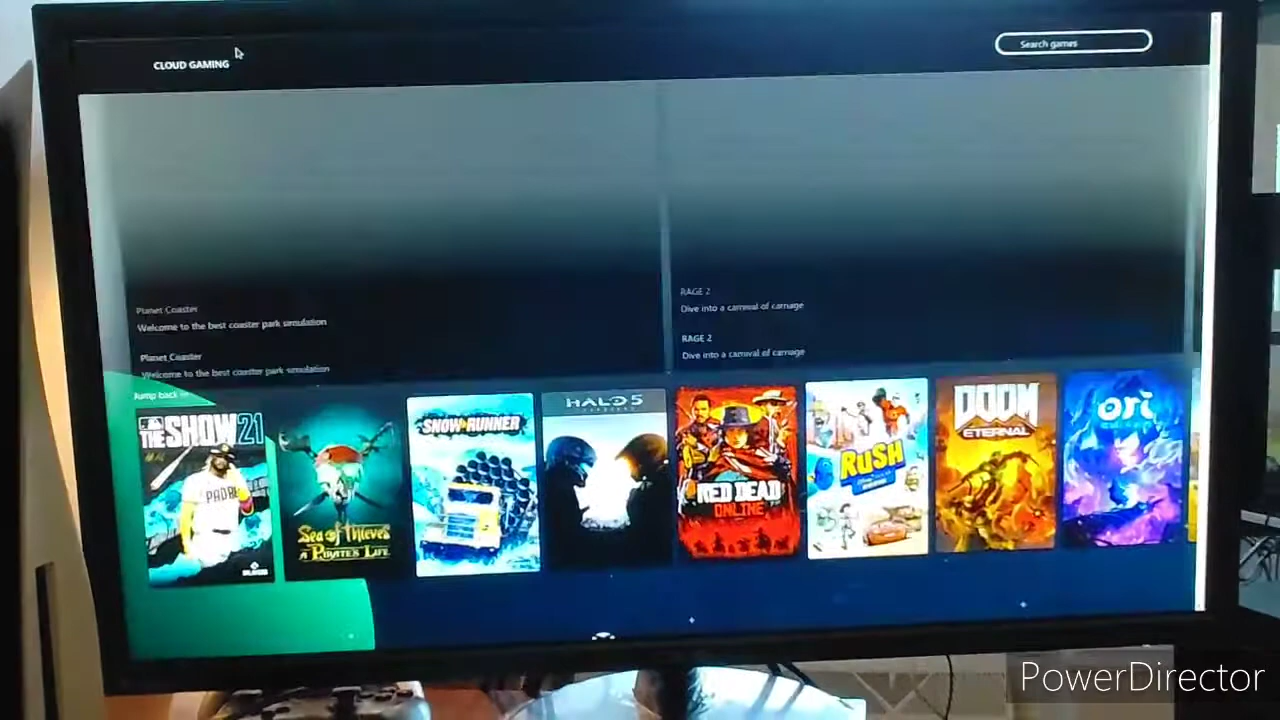 CLOUD GAMING
Search games
Planet Coaster
Welcome to the best coaster park simulation
Planet Coaster
Welcome to the best coaster park simulation
RAGE 2
Dive into a carnival of carnage
RAGE 2
Dive into a carnival of carnage
Jump back in
THE SHOW 21
PADRE
Sea of Thieves
A PIRATE'S LIFE
SNOWRUNNER
HALO 5
RED DEAD
ONLINE
RUSH
DOOM
ETERNAL
ori
PowerDirector